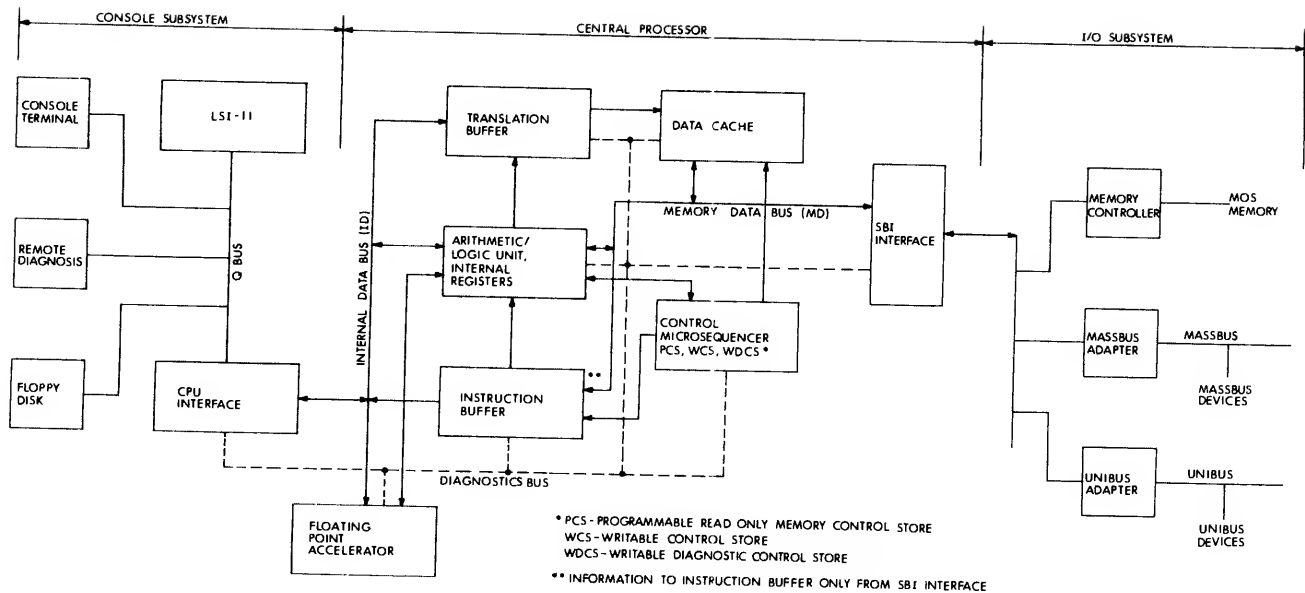 CONSOLE SUBSYSTEM
CENTRAL PROCESSOR
I/O SUBSYSTEM
CONSOLE
TERMINAL
LSI-11
TRANSLATION
BUFFER
DATA CACHE
REMOTE
DIAGNOSIS
Q BUS
INTERNAL DATA BUS (ID)
ARITHMETIC/
LOGIC UNIT,
INTERNAL
REGISTERS
MEMORY DATA BUS (MD)
SBI
INTERFACE
MEMORY
CONTROLLER
MOS
MEMORY
CONTROL
MICROSEQUENCER
PCS, WCS, WDCS *
MASSBUS
ADAPTER
MASSBUS
MASSBUS
DEVICES
FLOPPY
DISK
CPU
INTERFACE
INSTRUCTION
BUFFER
**
DIAGNOSTICS BUS
UNIBUS
ADAPTER
UNIBUS
UNIBUS
DEVICES
FLOATING
POINT
ACCELERATOR
* PCS-PROGRAMMABLE READ ONLY MEMORY CONTROL STORE
WCS-WRITABLE CONTROL STORE
WDCS-WRITABLE DIAGNOSTIC CONTROL STORE
** INFORMATION TO INSTRUCTION BUFFER ONLY FROM SBI INTERFACE